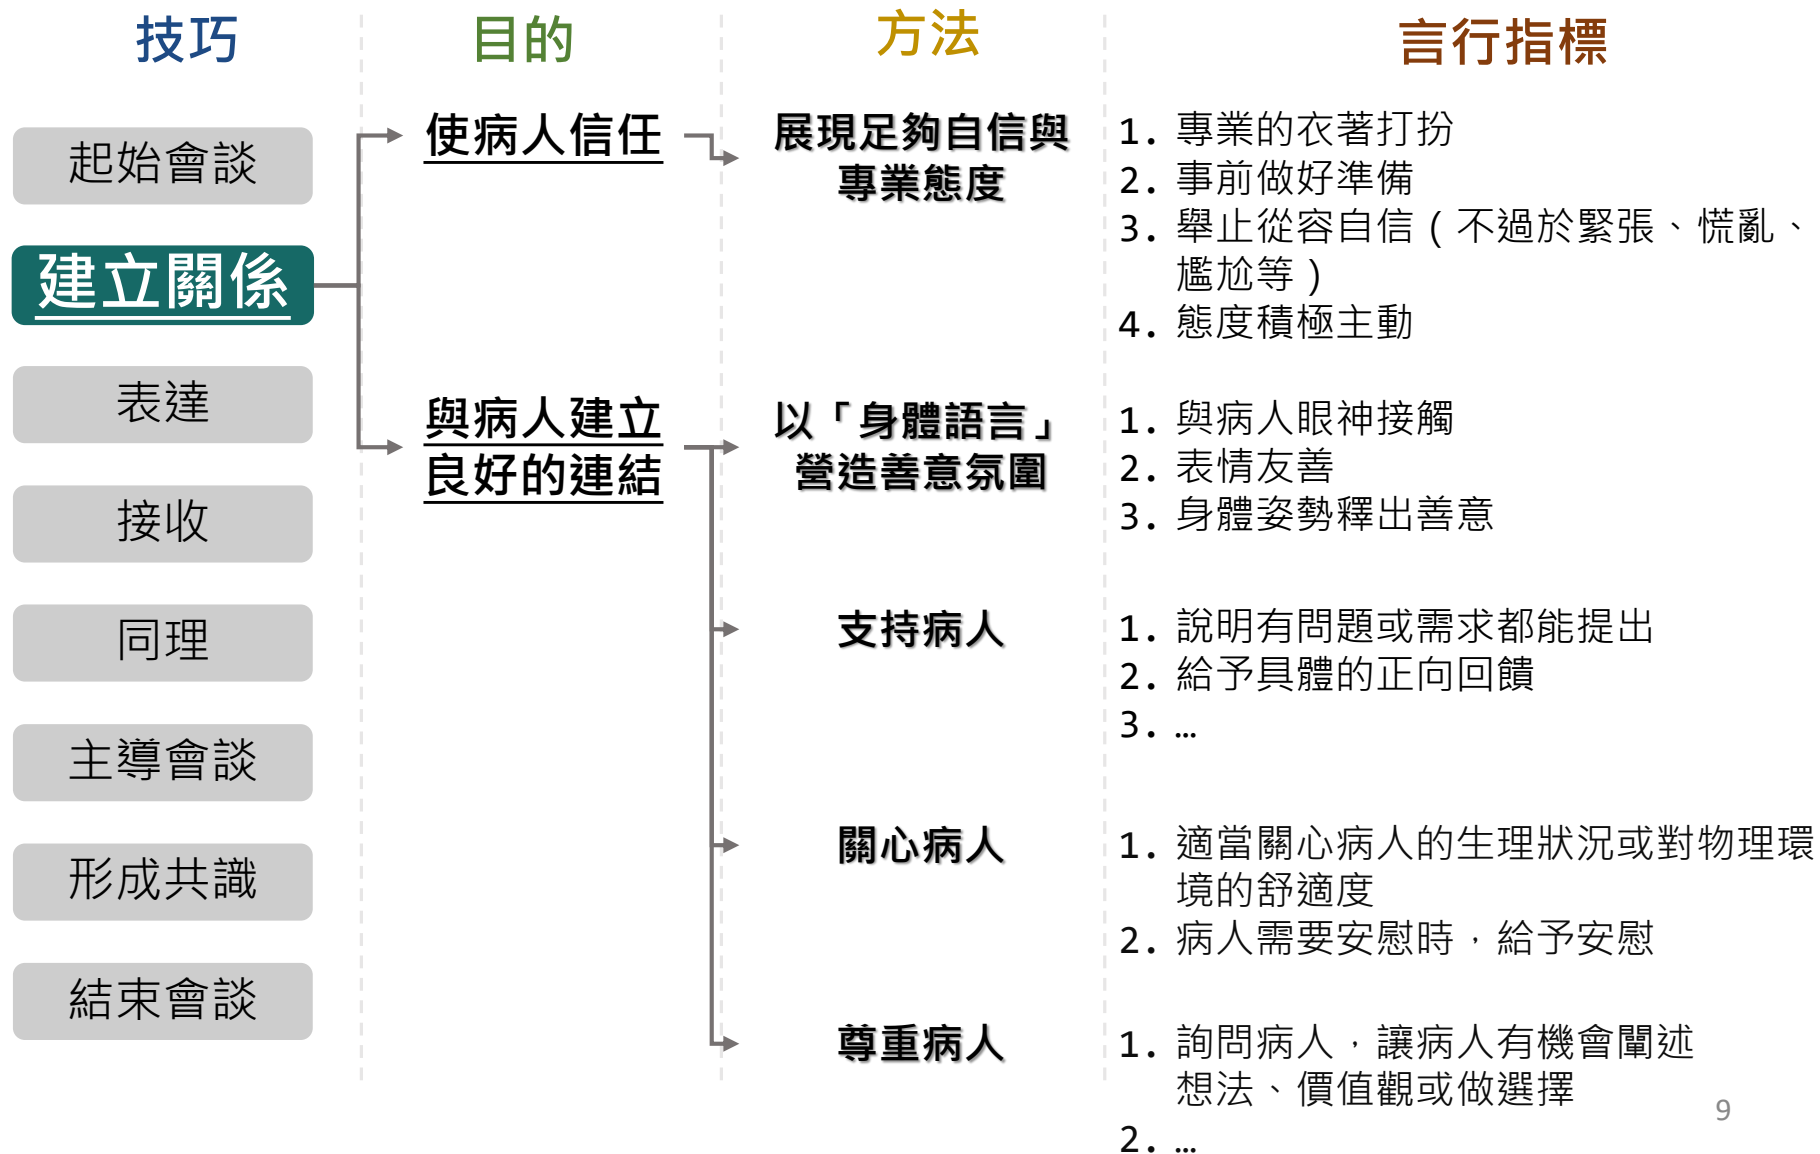 技巧
目的
方法
言行指標
起始會談
建立關係
表達
接收
同理
主導會談
形成共識
結束會談
使病人信任
與病人建立
良好的連結
展現足夠自信與
專業態度
以「身體語言」
營造善意氛圍
支持病人
關心病人
尊重病人
1. 專業的衣著打扮
2. 事前做好準備
3. 舉止從容自信(不過於緊張、慌亂、
尷尬等)
4. 態度積極主動
1. 與病人眼神接觸
2. 表情友善
3. 身體姿勢釋出善意
1. 說明有問題或需求都能提出
2. 給予具體的正向回饋
3. …
1. 適當關心病人的生理狀況或對物理環
境的舒適度
2. 病人需要安慰時，給予安慰
1. 詢問病人，讓病人有機會闡述
想法、價值觀或做選擇
2. …
9